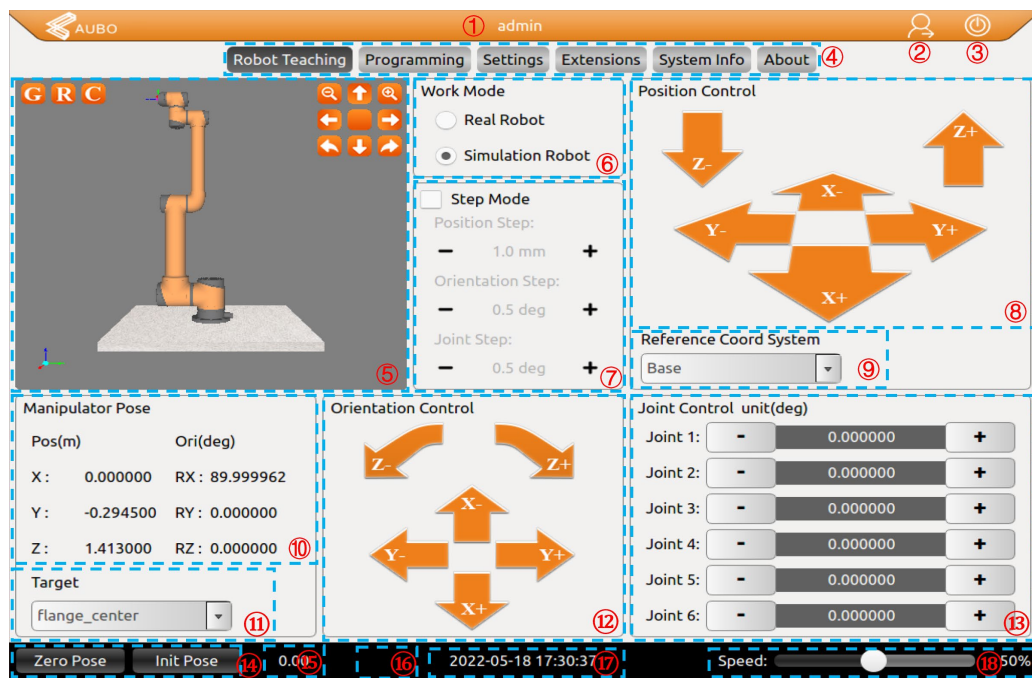 AUBO ① admin ② ③
Robot Teaching Programming Settings Extensions System Info About ④
G R C
⑤
Work Mode
Real Robot
Simulation Robot ⑥
Step Mode
Position Step:
− 1.0 mm +
Orientation Step:
− 0.5 deg +
Joint Step:
− 0.5 deg + ⑦
Position Control
Z- Z+
X-
Y- Y+
X+
⑧
Reference Coord System
Base ⑨
Manipulator Pose
Pos(m) Ori(deg)
X : 0.000000 RX : 89.999962
Y : -0.294500 RY : 0.000000
Z : 1.413000 RZ : 0.000000 ⑩
Target
flange_center ⑪
Orientation Control
Z- Z+
X-
Y- Y+
X+ ⑫
Joint Control unit(deg)
Joint 1: - 0.000000 +
Joint 2: - 0.000000 +
Joint 3: - 0.000000 +
Joint 4: - 0.000000 +
Joint 5: - 0.000000 +
Joint 6: - 0.000000 + ⑬
Zero Pose Init Pose ⑭ 0.00 ⑮ ⑯ 2022-05-18 17:30:37 ⑰ Speed: ⑱ 50%